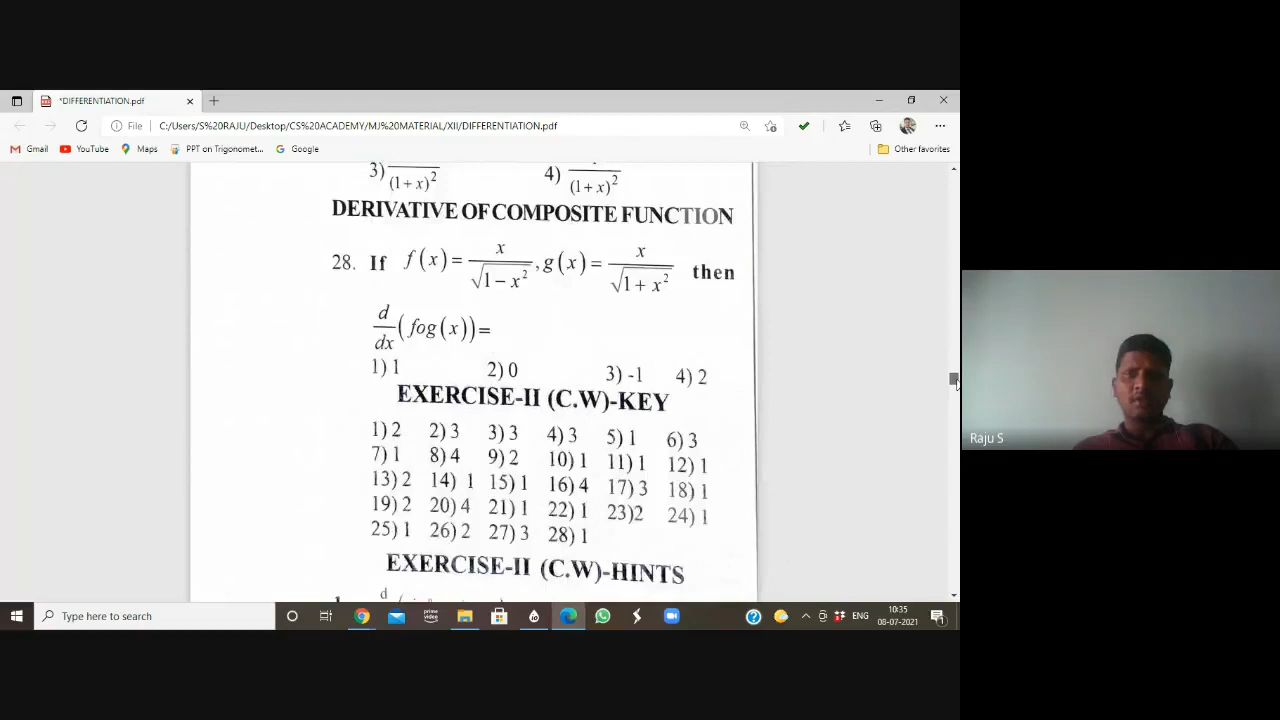 *DIFFERENTIATION.pdf
File C:/Users/S%20RAJU/Desktop/CS%20ACADEMY/MJ%20MATERIAL/XII/DIFFERENTIATION.pdf
Gmail YouTube Maps PPT on Trigonomet... Google Other favorites
3) (1+x)² 4) (1+x)²
DERIVATIVE OF COMPOSITE FUNCTION
28. If f(x) = x/√(1−x²), g(x) = x/√(1+x²) then
d/dx (fog(x)) =
1) 1 2) 0 3) -1 4) 2
EXERCISE-II (C.W)-KEY
1) 2 2) 3 3) 3 4) 3 5) 1 6) 3
7) 1 8) 4 9) 2 10) 1 11) 1 12) 1
13) 2 14) 1 15) 1 16) 4 17) 3 18) 1
19) 2 20) 4 21) 1 22) 1 23)2 24) 1
25) 1 26) 2 27) 3 28) 1
EXERCISE-II (C.W)-HINTS
Raju S
Type here to search prime video ENG 10:35
08-07-2021